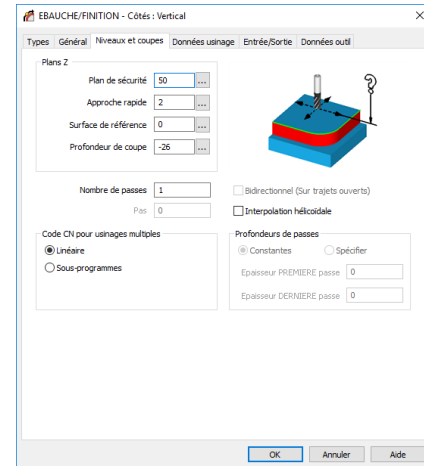 EBAUCHE/FINITION - Côtés : Vertical
Types Général Niveaux et coupes Données usinage Entrée/Sortie Données outil
Plans Z
Plan de sécurité 50 ...
Approche rapide 2 ...
Surface de référence 0 ...
Profondeur de coupe -26 ...
?
Nombre de passes 1
Bidirectionnel (Sur trajets ouverts)
Pas 0
Interpolation hélicoïdale
Code CN pour usinages multiples
Linéaire
Sous-programmes
Profondeurs de passes
Constantes Spécifier
Epaisseur PREMIERE passe 0
Epaisseur DERNIERE passe 0
OK Annuler Aide